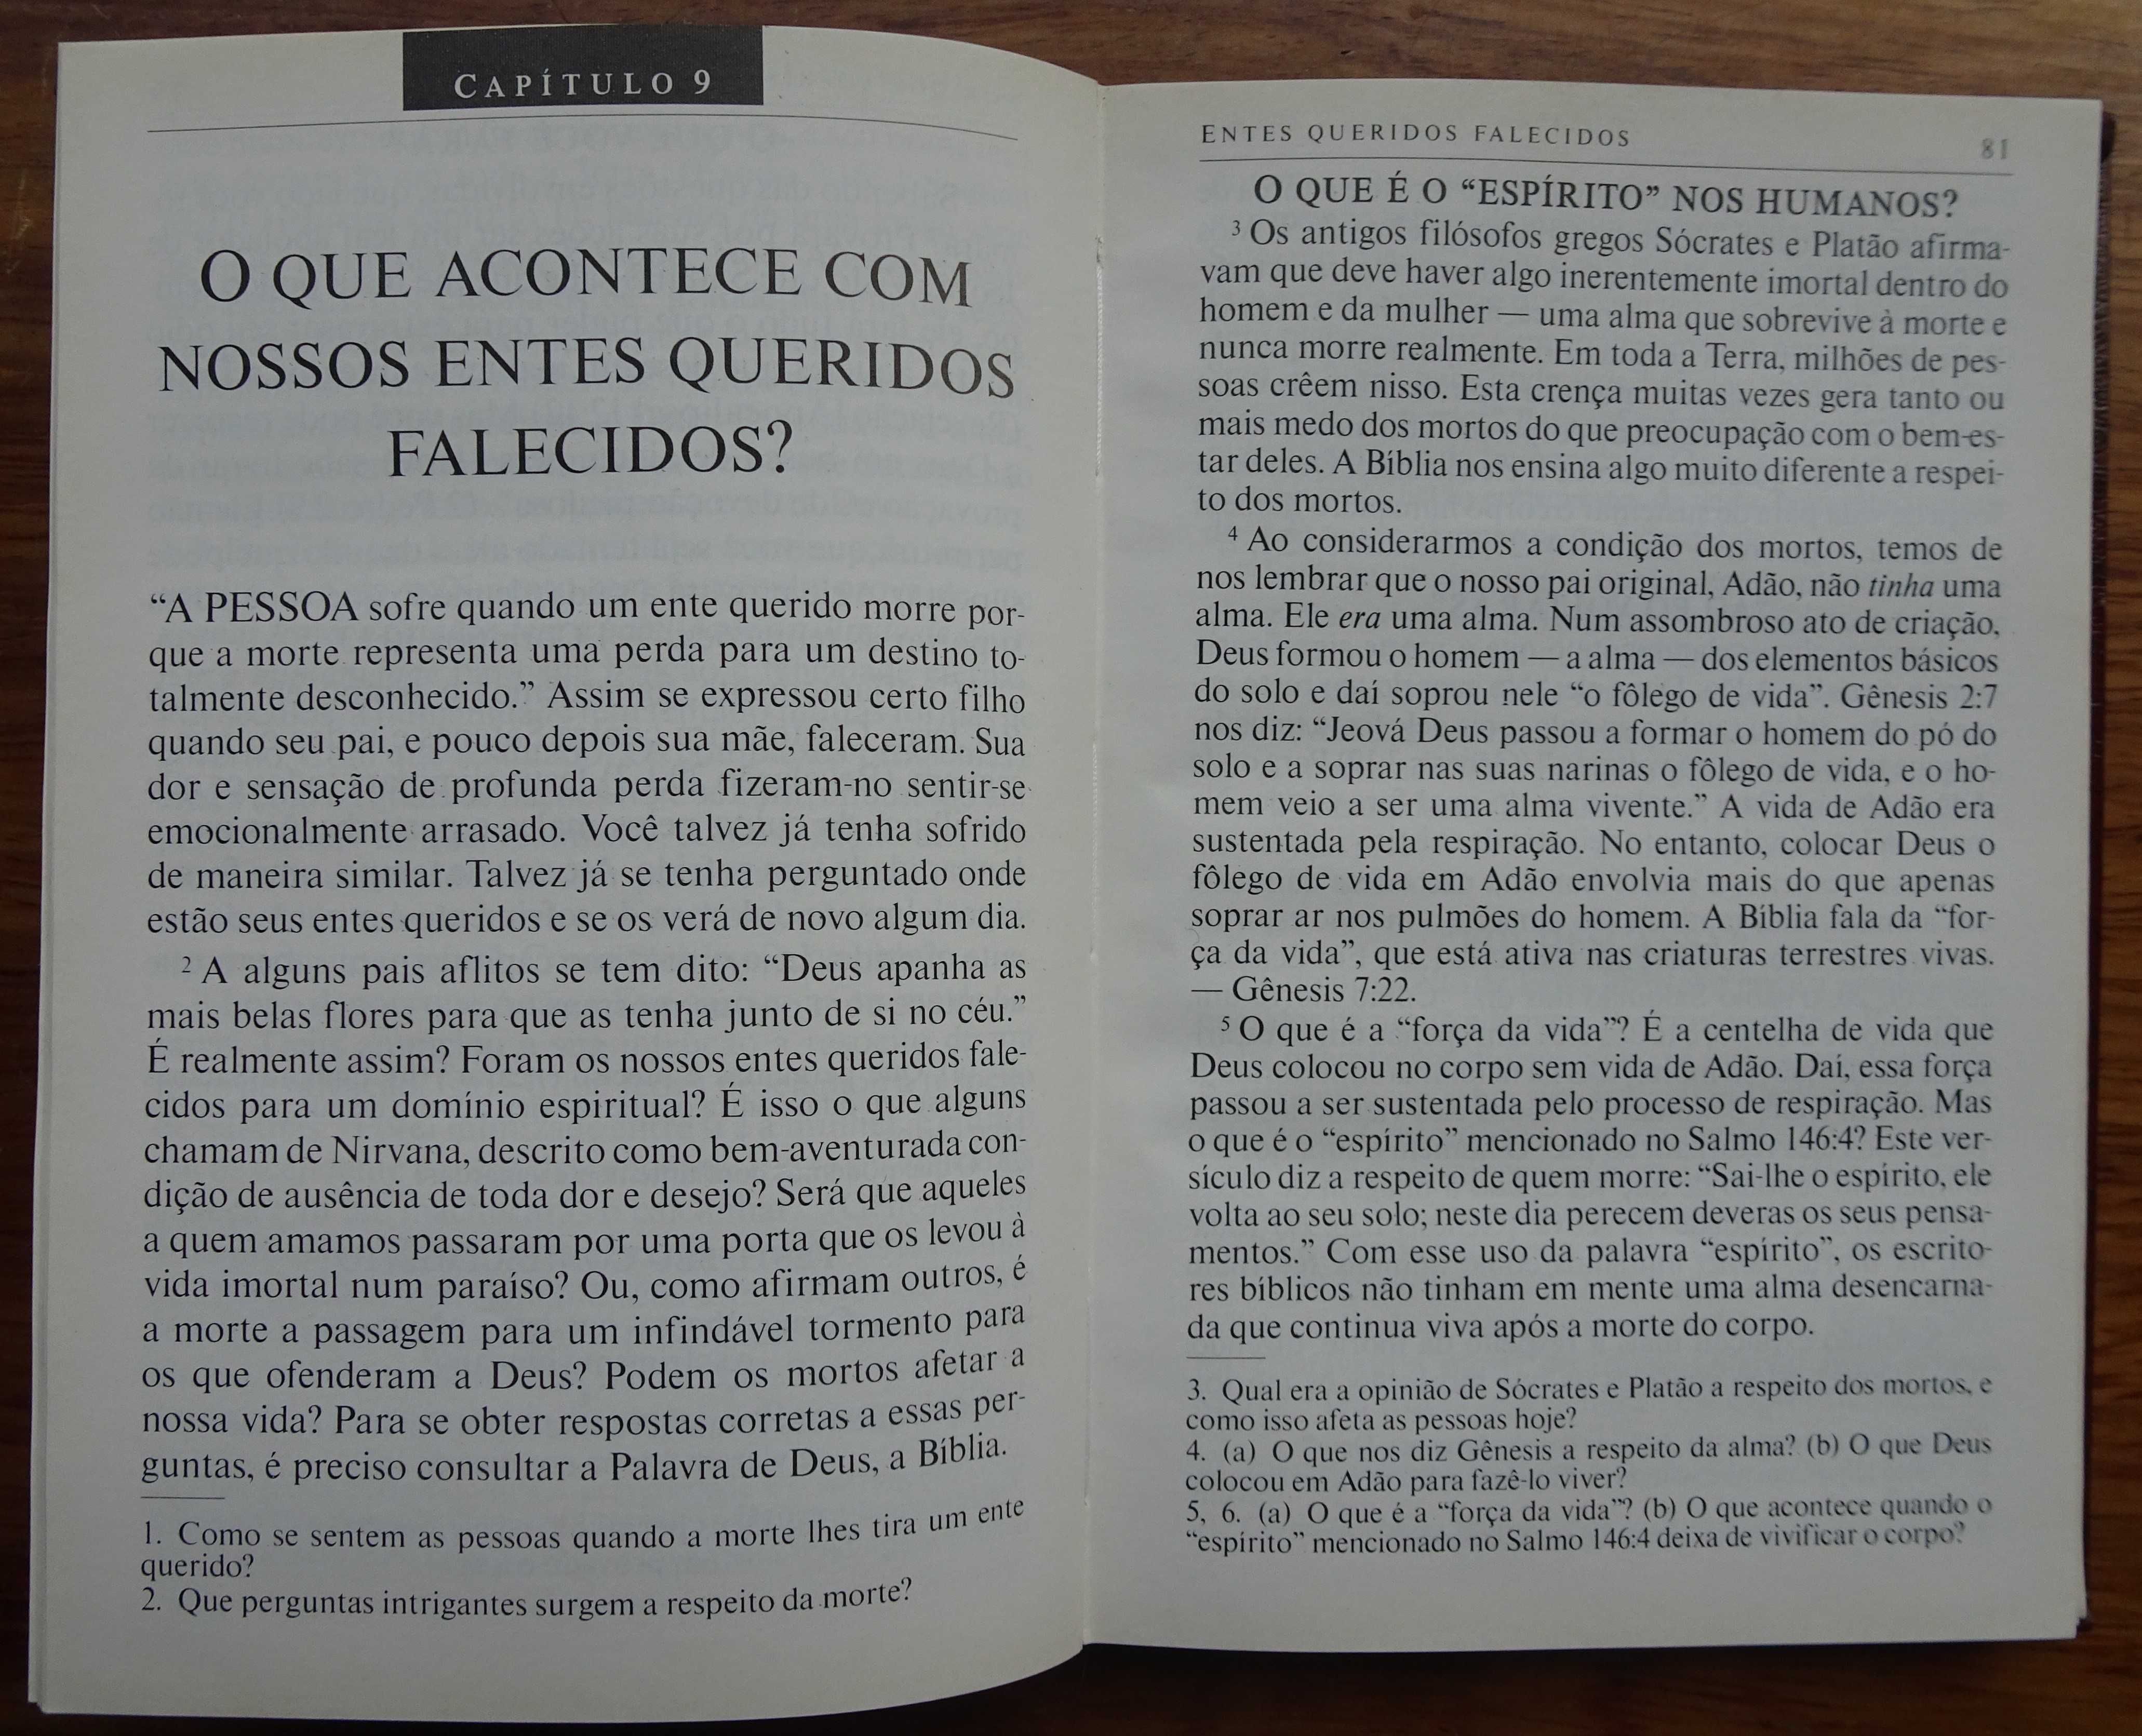 CAPÍTULO 9
O QUE ACONTECE COM
NOSSOS ENTES QUERIDOS
FALECIDOS?
“A PESSOA sofre quando um ente querido morre por-
que a morte representa uma perda para um destino to-
talmente desconhecido.” Assim se expressou certo filho
quando seu pai, e pouco depois sua mãe, faleceram. Sua
dor e sensação de profunda perda fizeram-no sentir-se
emocionalmente arrasado. Você talvez já tenha sofrido
de maneira similar. Talvez já se tenha perguntado onde
estão seus entes queridos e se os verá de novo algum dia.
² A alguns pais aflitos se tem dito: “Deus apanha as
mais belas flores para que as tenha junto de si no céu.”
É realmente assim? Foram os nossos entes queridos fale-
cidos para um domínio espiritual? É isso o que alguns
chamam de Nirvana, descrito como bem-aventurada con-
dição de ausência de toda dor e desejo? Será que aqueles
a quem amamos passaram por uma porta que os levou à
vida imortal num paraíso? Ou, como afirmam outros, é
a morte a passagem para um infindável tormento para
os que ofenderam a Deus? Podem os mortos afetar a
nossa vida? Para se obter respostas corretas a essas per-
guntas, é preciso consultar a Palavra de Deus, a Bíblia.
1. Como se sentem as pessoas quando a morte lhes tira um ente
querido?
2. Que perguntas intrigantes surgem a respeito da morte?
ENTES QUERIDOS FALECIDOS 81
O QUE É O “ESPÍRITO” NOS HUMANOS?
³ Os antigos filósofos gregos Sócrates e Platão afirma-
vam que deve haver algo inerentemente imortal dentro do
homem e da mulher — uma alma que sobrevive à morte e
nunca morre realmente. Em toda a Terra, milhões de pes-
soas crêem nisso. Esta crença muitas vezes gera tanto ou
mais medo dos mortos do que preocupação com o bem-es-
tar deles. A Bíblia nos ensina algo muito diferente a respei-
to dos mortos.
⁴ Ao considerarmos a condição dos mortos, temos de
nos lembrar que o nosso pai original, Adão, não tinha uma
alma. Ele era uma alma. Num assombroso ato de criação,
Deus formou o homem — a alma — dos elementos básicos
do solo e daí soprou nele “o fôlego de vida”. Gênesis 2:7
nos diz: “Jeová Deus passou a formar o homem do pó do
solo e a soprar nas suas narinas o fôlego de vida, e o ho-
mem veio a ser uma alma vivente.” A vida de Adão era
sustentada pela respiração. No entanto, colocar Deus o
fôlego de vida em Adão envolvia mais do que apenas
soprar ar nos pulmões do homem. A Bíblia fala da “for-
ça da vida”, que está ativa nas criaturas terrestres vivas.
— Gênesis 7:22.
⁵ O que é a “força da vida”? É a centelha de vida que
Deus colocou no corpo sem vida de Adão. Daí, essa força
passou a ser sustentada pelo processo de respiração. Mas
o que é o “espírito” mencionado no Salmo 146:4? Este ver-
sículo diz a respeito de quem morre: “Sai-lhe o espírito, ele
volta ao seu solo; neste dia perecem deveras os seus pensa-
mentos.” Com esse uso da palavra “espírito”, os escrito-
res bíblicos não tinham em mente uma alma desencarna-
da que continua viva após a morte do corpo.
3. Qual era a opinião de Sócrates e Platão a respeito dos mortos, e
como isso afeta as pessoas hoje?
4. (a) O que nos diz Gênesis a respeito da alma? (b) O que Deus
colocou em Adão para fazê-lo viver?
5, 6. (a) O que é a “força da vida”? (b) O que acontece quando o
“espírito” mencionado no Salmo 146:4 deixa de vivificar o corpo?